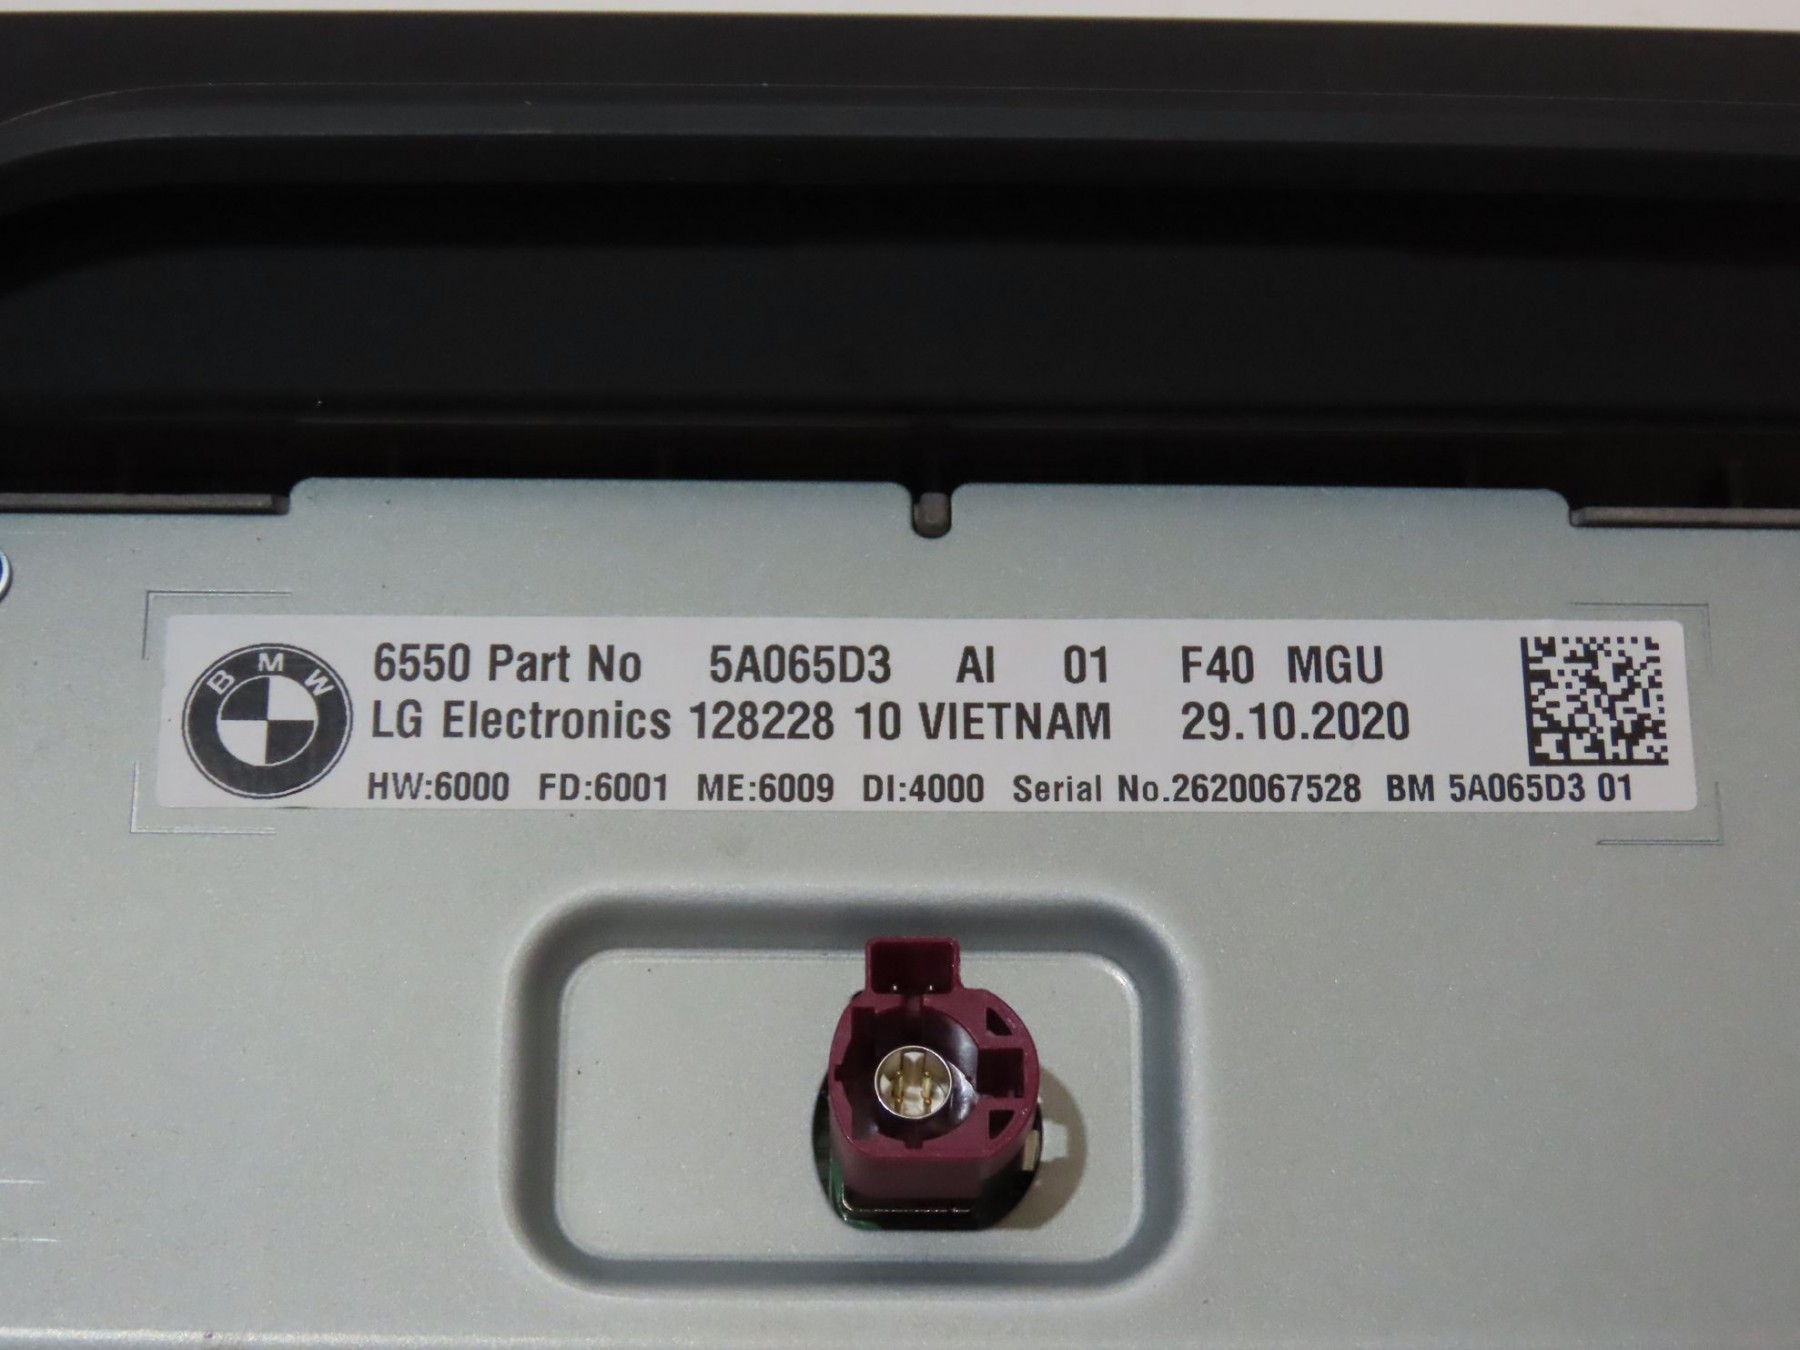 BMW
6550 Part No 5A065D3 AI 01 F40 MGU
LG Electronics 128228 10 VIETNAM 29.10.2020
HW:6000 FD:6001 ME:6009 DI:4000 Serial No.2620067528 BM 5A065D3 01